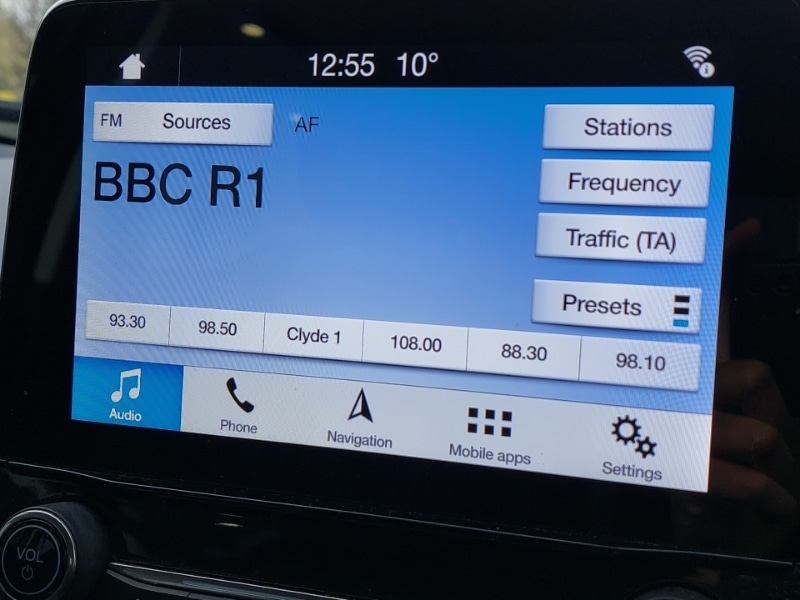 12:55 10°
FM Sources AF
Stations
BBC R1
Frequency
Traffic (TA)
Presets
93.30 98.50 Clyde 1 108.00 88.30 98.10
Audio Phone Navigation Mobile apps Settings
VOL